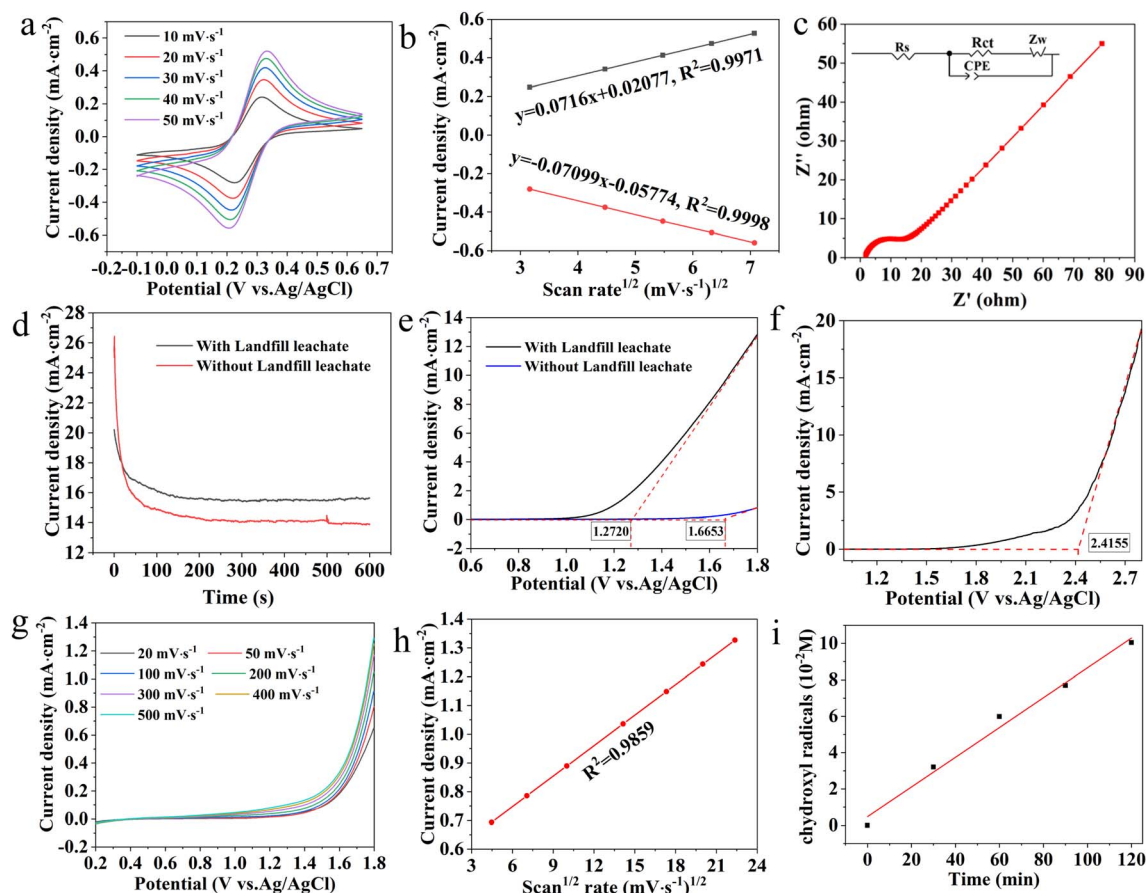 a
10 mV·s⁻¹
20 mV·s⁻¹
30 mV·s⁻¹
40 mV·s⁻¹
50 mV·s⁻¹
0.6
0.4
0.2
0.0
-0.2
-0.4
-0.6
-0.2 -0.1 0.0 0.1 0.2 0.3 0.4 0.5 0.6 0.7
Current density (mA·cm⁻²)
Potential (V vs.Ag/AgCl)
b
0.6
0.4
0.2
0.0
-0.2
-0.4
-0.6
y=0.0716x+0.02077, R²=0.9971
y=-0.07099x-0.05774, R²=0.9998
3 4 5 6 7
Current density (mA·cm⁻²)
Scan rate¹ᐟ² (mV·s⁻¹)¹ᐟ²
c
Rs
Rct
Zw
CPE
60
50
40
30
20
10
0
0 10 20 30 40 50 60 70 80 90
Z'' (ohm)
Z' (ohm)
d
With Landfill leachate
Without Landfill leachate
28
26
24
22
20
18
16
14
12
0 100 200 300 400 500 600
Current density (mA·cm⁻²)
Time (s)
e
With Landfill leachate
Without Landfill leachate
14
12
10
8
6
4
2
0
-2
1.2720
1.6653
0.6 0.8 1.0 1.2 1.4 1.6 1.8
Current density (mA·cm⁻²)
Potential (V vs.Ag/AgCl)
f
20
15
10
5
0
2.4155
1.2 1.5 1.8 2.1 2.4 2.7
Current density (mA·cm⁻²)
Potential (V vs.Ag/AgCl)
g
20 mV·s⁻¹ 50 mV·s⁻¹
100 mV·s⁻¹ 200 mV·s⁻¹
300 mV·s⁻¹ 400 mV·s⁻¹
500 mV·s⁻¹
1.4
1.2
1.0
0.8
0.6
0.4
0.2
0.0
-0.2
0.2 0.4 0.6 0.8 1.0 1.2 1.4 1.6 1.8
Current density (mA·cm⁻²)
Potential (V vs.Ag/AgCl)
h
1.4
1.3
1.2
1.1
1.0
0.9
0.8
0.7
0.6
R²=0.9859
3 6 9 12 15 18 21 24
Current density (mA·cm⁻²)
Scan¹ᐟ² rate (mV·s⁻¹)¹ᐟ²
i
10
8
6
4
2
0
0 20 40 60 80 100 120
chydroxyl radicals (10⁻²M)
Time (min)